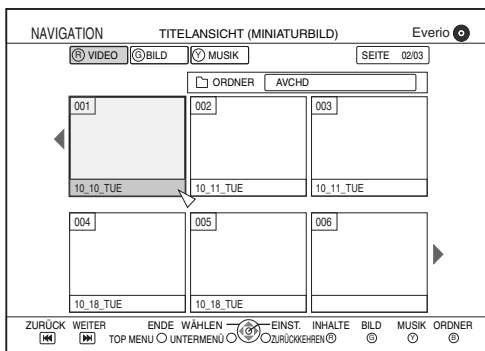 NAVIGATION TITELANSICHT (MINIATURBILD) Everio
R VIDEO G BILD Y MUSIK SEITE 02/03
ORDNER AVCHD
001 002 003
10_10_TUE 10_11_TUE 10_11_TUE
004 005 006
10_18_TUE 10_18_TUE
ZURÜCK WEITER ENDE WÄHLEN EINST. INHALTE BILD MUSIK ORDNER
TOP MENU UNTERMENÜ ZURÜCKKEHREN R G Y B